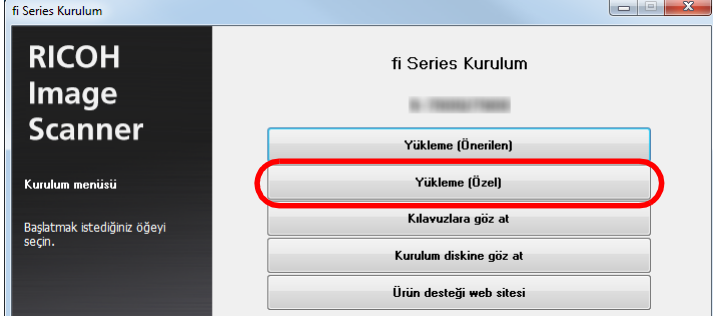 fi Series Kurulum
RICOH
Image
Scanner
Kurulum menüsü
Başlatmak istediğiniz öğeyi
seçin.
fi Series Kurulum
Yükleme (Önerilen)
Yükleme (Özel)
Kılavuzlara göz at
Kurulum diskine göz at
Ürün desteği web sitesi